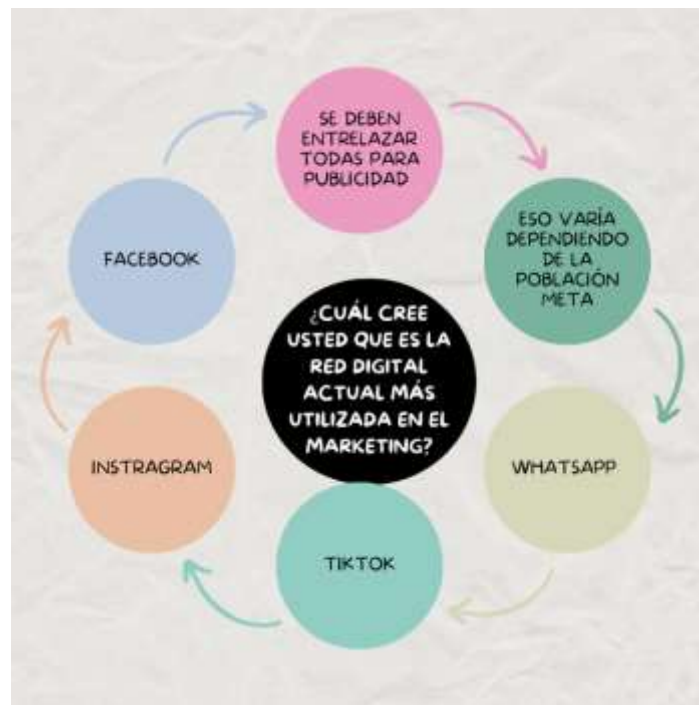 SE DEBEN
ENTRELAZAR
TODAS PARA
PUBLICIDAD
ESO VARÍA
DEPENDIENDO
DE LA
POBLACIÓN
META
FACEBOOK
¿CUÁL CREE
USTED QUE ES LA
RED DIGITAL
ACTUAL MÁS
UTILIZADA EN EL
MARKETING?
INSTRAGRAM
WHATSAPP
TIKTOK